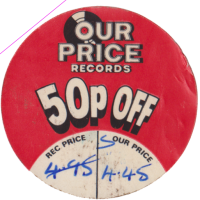 OUR
PRICE
RECORDS
50p OFF
REC PRICE OUR PRICE
4.95 4.45